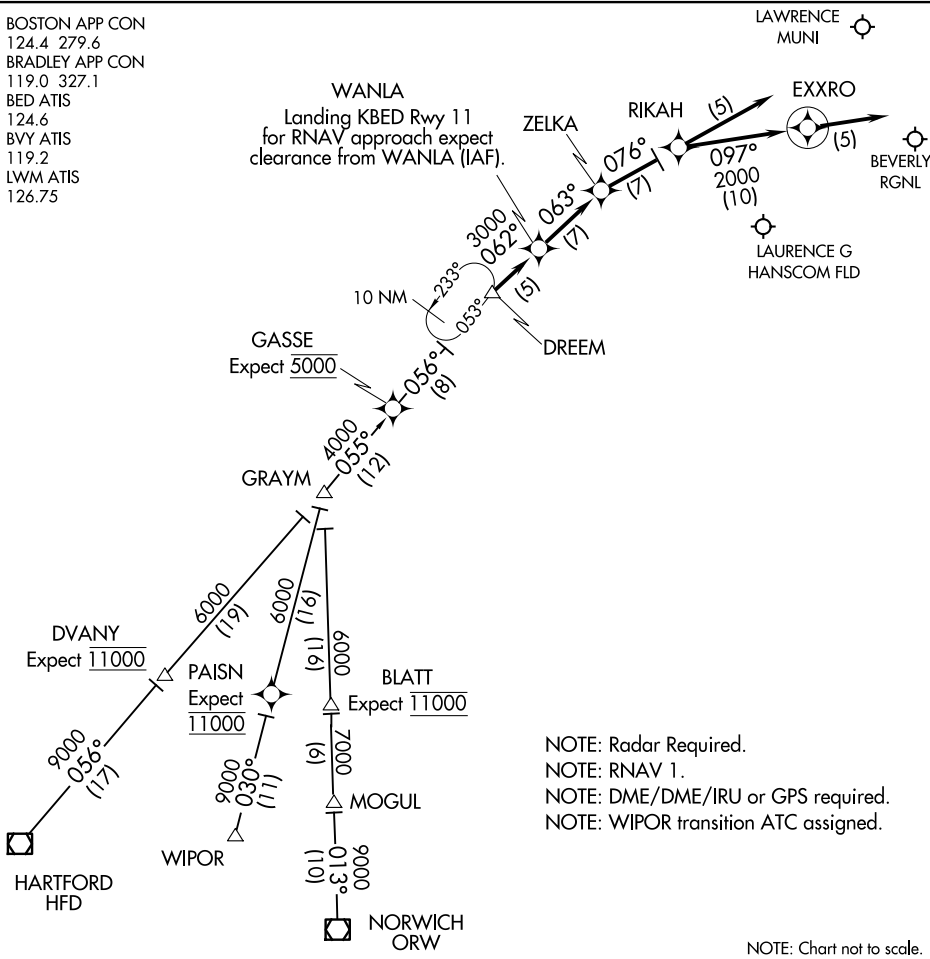 BOSTON APP CON
124.4 279.6
BRADLEY APP CON
119.0 327.1
BED ATIS
124.6
BVY ATIS
119.2
LWM ATIS
126.75
LAWRENCE
MUNI
WANLA
Landing KBED Rwy 11
for RNAV approach expect
clearance from WANLA (IAF).
ZELKA
RIKAH
EXXRO
(5)
(5)
BEVERLY
RGNL
076°
(7)
097°
2000
(10)
LAURENCE G
HANSCOM FLD
063°
(7)
3000
062°
(5)
233°
053°
10 NM
DREEM
GASSE
Expect 5000
056°
(8)
4000
055°
(12)
GRAYM
6000
(19)
6000
(16)
6000
(16)
DVANY
Expect 11000
PAISN
Expect
11000
BLATT
Expect 11000
9000
056°
(17)
9000
030°
(11)
7000
(6)
MOGUL
WIPOR
9000
013°
(10)
HARTFORD
HFD
NORWICH
ORW
NOTE: Radar Required.
NOTE: RNAV 1.
NOTE: DME/DME/IRU or GPS required.
NOTE: WIPOR transition ATC assigned.
NOTE: Chart not to scale.